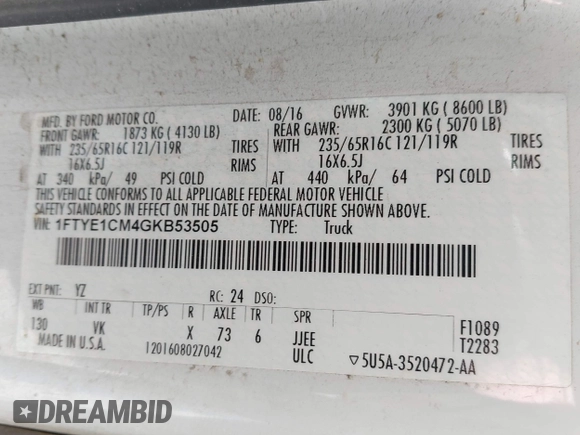 MFD. BY FORD MOTOR CO.
DATE: 08/16 GVWR: 3901 KG ( 8600 LB)
FRONT GAWR: 1873 KG ( 4130 LB) REAR GAWR: 2300 KG ( 5070 LB)
WITH 235/65R16C 121/119R TIRES WITH 235/65R16C 121/119R TIRES
16X6.5J RIMS 16X6.5J RIMS
AT 340 kPa/ 49 PSI COLD AT 440 kPa/ 64 PSI COLD
THIS VEHICLE CONFORMS TO ALL APPLICABLE FEDERAL MOTOR VEHICLE
SAFETY STANDARDS IN EFFECT ON THE DATE OF MANUFACTURE SHOWN ABOVE.
VIN: 1FTYE1CM4GKB53505 TYPE: Truck
EXT PNT: YZ RC: 24 DSO:
WB INT TR TP/PS R AXLE TR SPR F1089
130 VK X 73 6 JJEE T2283
MADE IN U.S.A. 1201608027042 ULC ▽5U5A-3520472-AA
DREAMBID